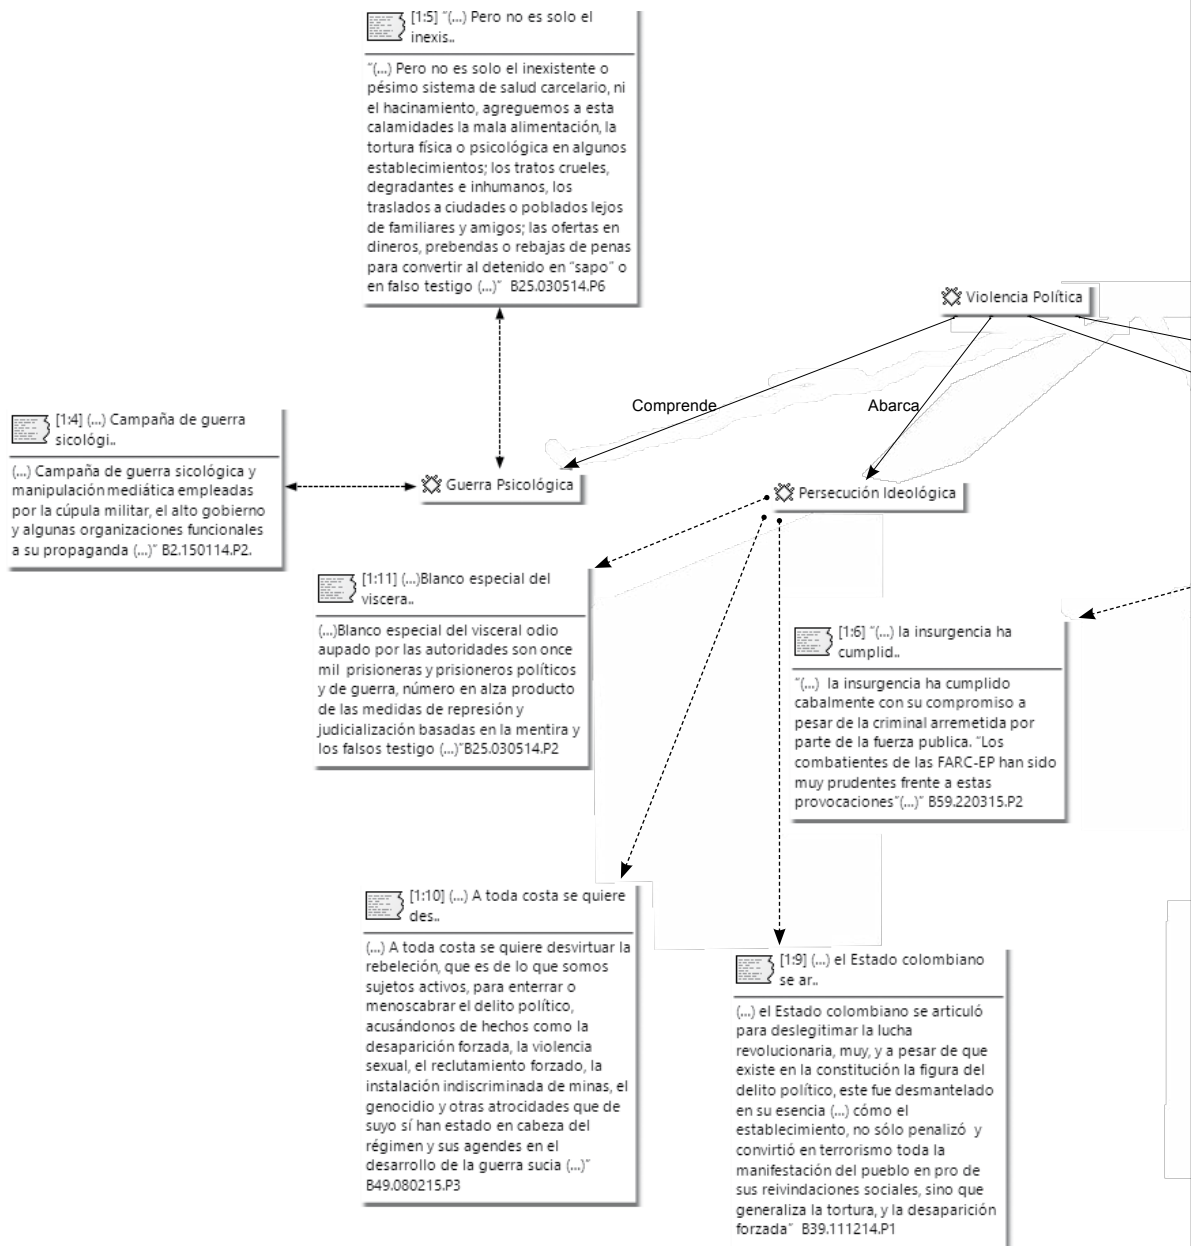 [1:5] "(...) Pero no es solo el
inexis..
"(...) Pero no es solo el inexistente o
pésimo sistema de salud carcelario, ni
el hacinamiento, agreguemos a esta
calamidades la mala alimentación, la
tortura física o psicológica en algunos
establecimientos; los tratos crueles,
degradantes e inhumanos, los
traslados a ciudades o poblados lejos
de familiares y amigos; las ofertas en
dineros, prebendas o rebajas de penas
para convertir al detenido en "sapo" o
en falso testigo (...)" B25.030514.P6
Violencia Política
Comprende
Abarca
[1:4] (...) Campaña de guerra
sicológi..
(...) Campaña de guerra sicológica y
manipulación mediática empleadas
por la cúpula militar, el alto gobierno
y algunas organizaciones funcionales
a su propaganda (...)" B2.150114.P2.
Guerra Psicológica
Persecución Ideológica
[1:11] (...)Blanco especial del
viscera..
(...)Blanco especial del visceral odio
aupado por las autoridades son once
mil prisioneras y prisioneros políticos
y de guerra, número en alza producto
de las medidas de represión y
judicialización basadas en la mentira y
los falsos testigo (...)"B25.030514.P2
[1:6] "(...) la insurgencia ha
cumplid..
"(...) la insurgencia ha cumplido
cabalmente con su compromiso a
pesar de la criminal arremetida por
parte de la fuerza publica. "Los
combatientes de las FARC-EP han sido
muy prudentes frente a estas
provocaciones"(...)" B59.220315.P2
[1:10] (...) A toda costa se quiere
des..
(...) A toda costa se quiere desvirtuar la
rebeleción, que es de lo que somos
sujetos activos, para enterrar o
menoscabrar el delito político,
acusándonos de hechos como la
desaparición forzada, la violencia
sexual, el reclutamiento forzado, la
instalación indiscriminada de minas, el
genocidio y otras atrocidades que de
suyo sí han estado en cabeza del
régimen y sus agendes en el
desarrollo de la guerra sucia (...)"
B49.080215.P3
[1:9] (...) el Estado colombiano
se ar..
(...) el Estado colombiano se articuló
para deslegitimar la lucha
revolucionaria, muy, y a pesar de que
existe en la constitución la figura del
delito político, este fue desmantelado
en su esencia (...) cómo el
establecimiento, no sólo penalizó y
convirtió en terrorismo toda la
manifestación del pueblo en pro de
sus reivindaciones sociales, sino que
generaliza la tortura, y la desaparición
forzada" B39.111214.P1